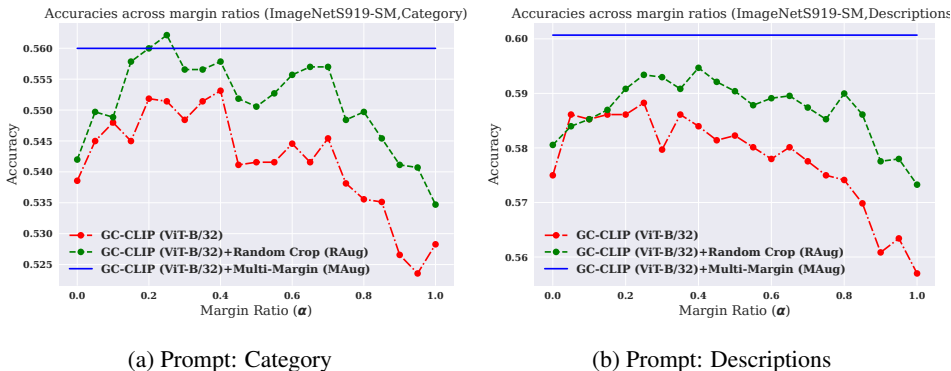 Accuracies across margin ratios (ImageNetS919-SM,Category)
0.560
0.555
0.550
0.545
0.540
0.535
0.530
0.525
Accuracy
GC-CLIP (ViT-B/32)
GC-CLIP (ViT-B/32)+Random Crop (RAug)
GC-CLIP (ViT-B/32)+Multi-Margin (MAug)
0.0 0.2 0.4 0.6 0.8 1.0
Margin Ratio (α)
(a) Prompt: Category
Accuracies across margin ratios (ImageNetS919-SM,Descriptions
0.60
0.59
0.58
0.57
0.56
Accuracy
GC-CLIP (ViT-B/32)
GC-CLIP (ViT-B/32)+Random Crop (RAug)
GC-CLIP (ViT-B/32)+Multi-Margin (MAug)
0.0 0.2 0.4 0.6 0.8 1.0
Margin Ratio (α)
(b) Prompt: Descriptions